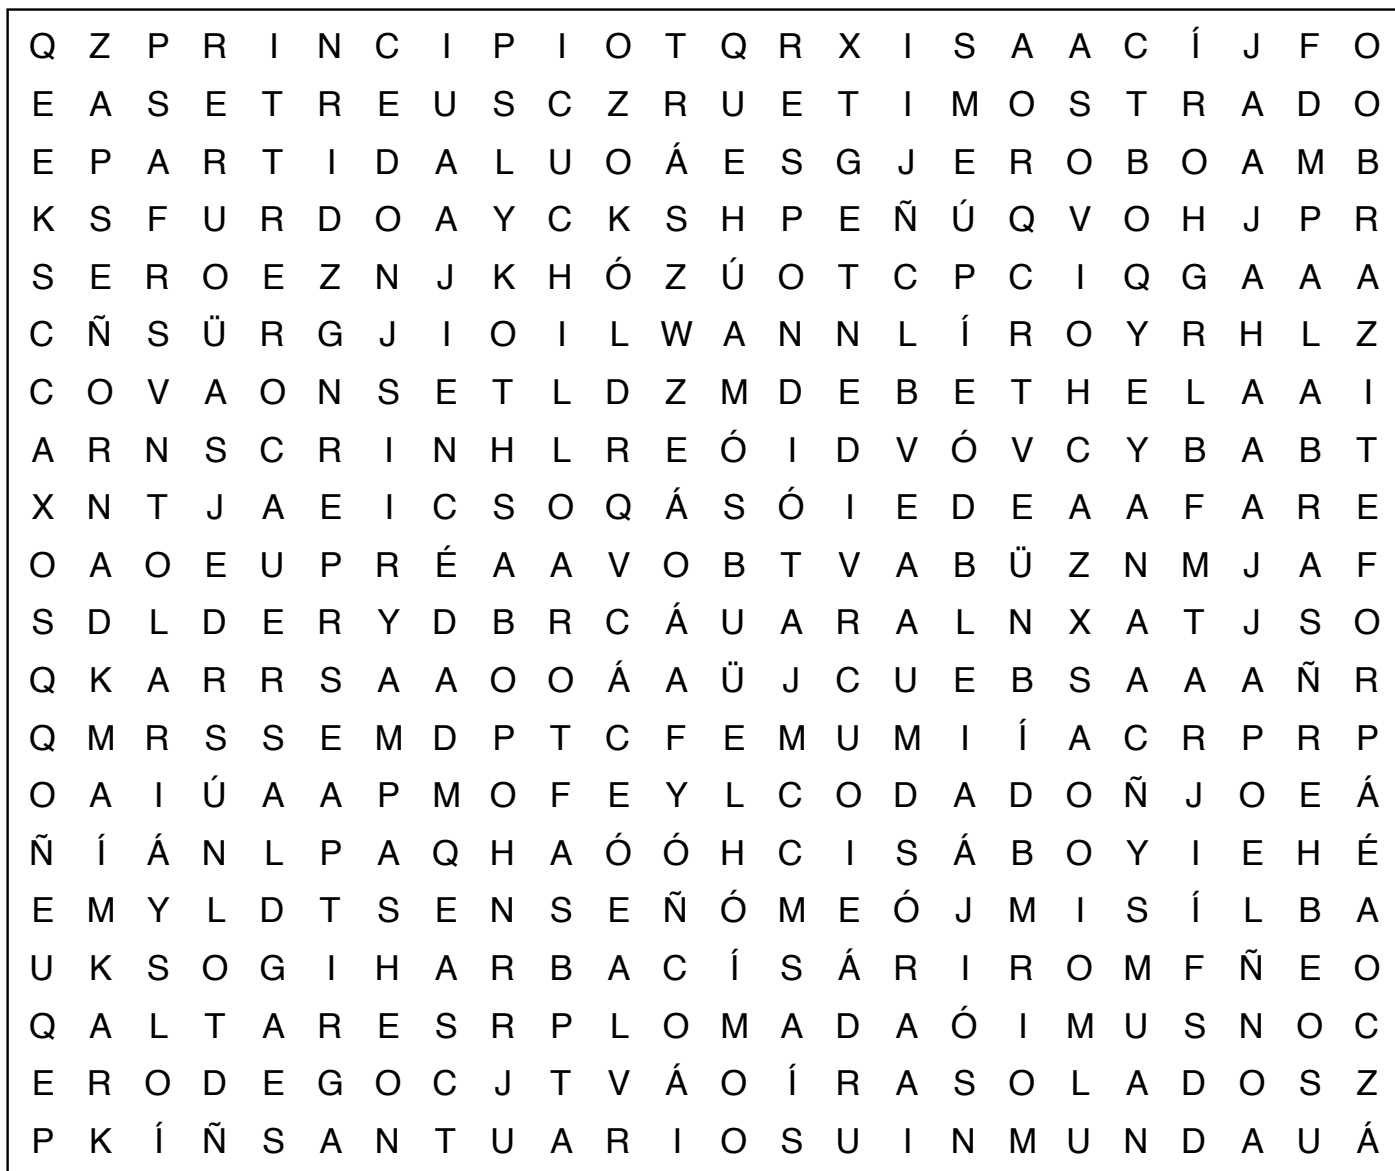 Q Z P R I N C I P I O T Q R X I S A A C Í J F O
E A S E T R E U S C Z R U E T I M O S T R A D O
E P A R T I D A L U O Á E S G J E R O B O A M B
K S F U R D O A Y C K S H P E Ñ Ú Q V O H J P R
S E R O E Z N J K H Ó Z Ú O T C P C I Q G A A A
C Ñ S Ü R G J I O I L W A N N L Í R O Y R H L Z
C O V A O N S E T L D Z M D E B E T H E L A A I
A R N S C R I N H L R E Ó I D V Ó V C Y B A B T
X N T J A E I C S O Q Á S Ó I E D E A A F A R E
O A O E U P R É A A V O B T V A B Ü Z N M J A F
S D L D E R Y D B R C Á U A R A L N X A T J S O
Q K A R R S A A O O Á A Ü J C U E B S A A A Ñ R
Q M R S S E M D P T C F E M U M I Í A C R P R P
O A I Ú A A P M O F E Y L C O D A D O Ñ J O E Á
Ñ Í Á N L P A Q H A Ó Ó H C I S Á B O Y I E H É
E M Y L D T S E N S E Ñ Ó M E Ó J M I S Í L B A
U K S O G I H A R B A C Í S Á R I R O M F Ñ E O
Q A L T A R E S R P L O M A D A Ó I M U S N O C
E R O D E G O C J T V Á O Í R A S O L A D O S Z
P K Í Ñ S A N T U A R I O S U I N M U N D A U Á